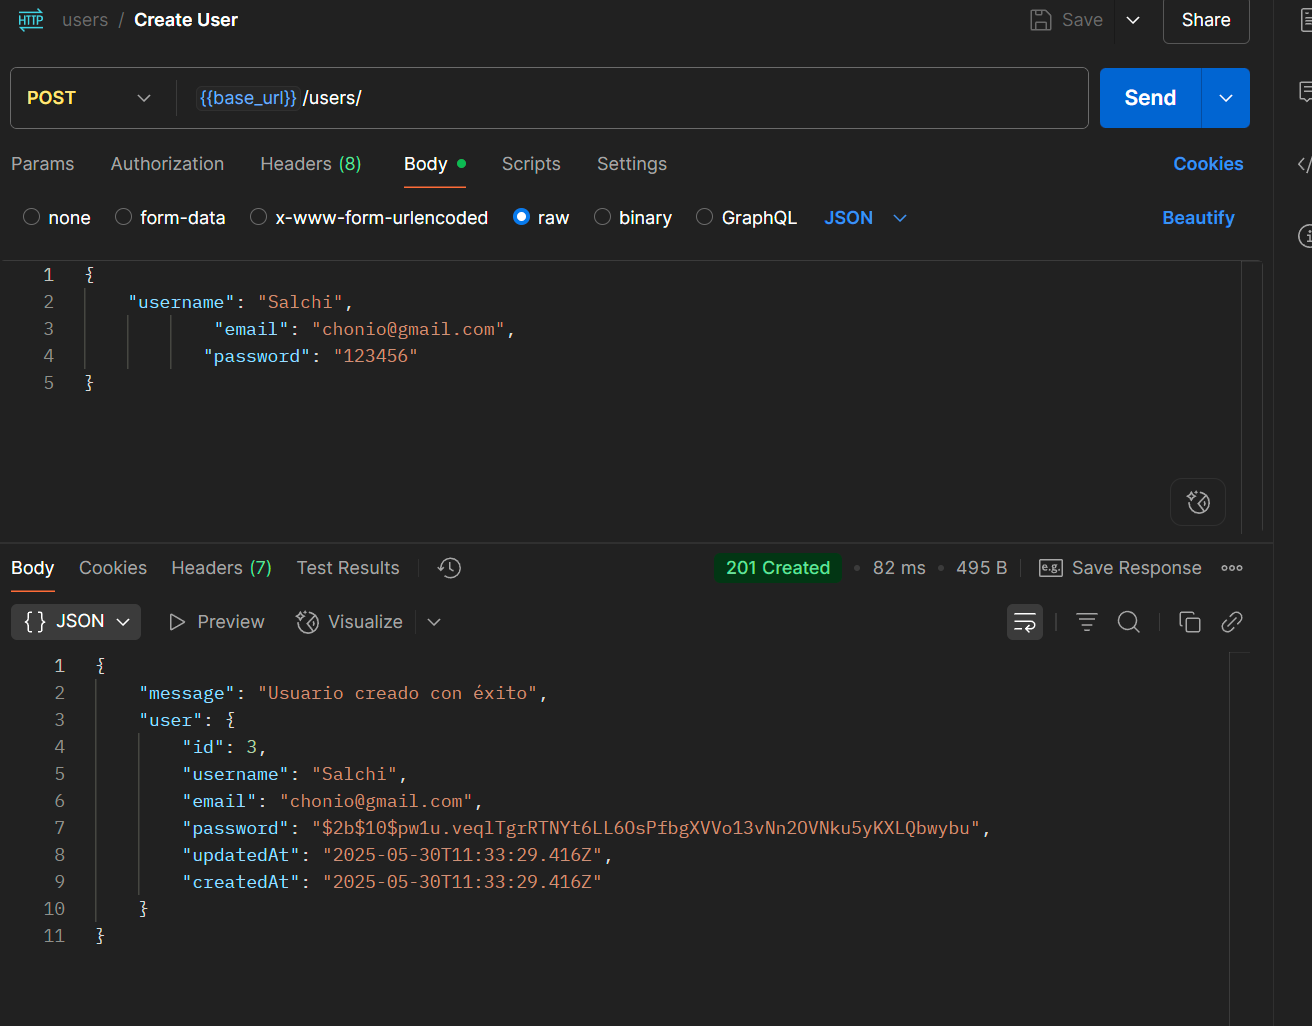 HTTP users / Create User Save Share
POST {{base_url}} /users/ Send
Params Authorization Headers (8) Body Scripts Settings Cookies
none form-data x-www-form-urlencoded raw binary GraphQL JSON Beautify
1 {
2 "username": "Salchi",
3 "email": "chonio@gmail.com",
4 "password": "123456"
5 }
Body Cookies Headers (7) Test Results 201 Created • 82 ms • 495 B e.g. Save Response
{} JSON Preview Visualize
1 {
2 "message": "Usuario creado con éxito",
3 "user": {
4 "id": 3,
5 "username": "Salchi",
6 "email": "chonio@gmail.com",
7 "password": "$2b$10$pw1u.veqlTgrRTNYt6LL6OsPfbgXVVo13vNn2OVNku5yKXLQbwybu",
8 "updatedAt": "2025-05-30T11:33:29.416Z",
9 "createdAt": "2025-05-30T11:33:29.416Z"
10 }
11 }